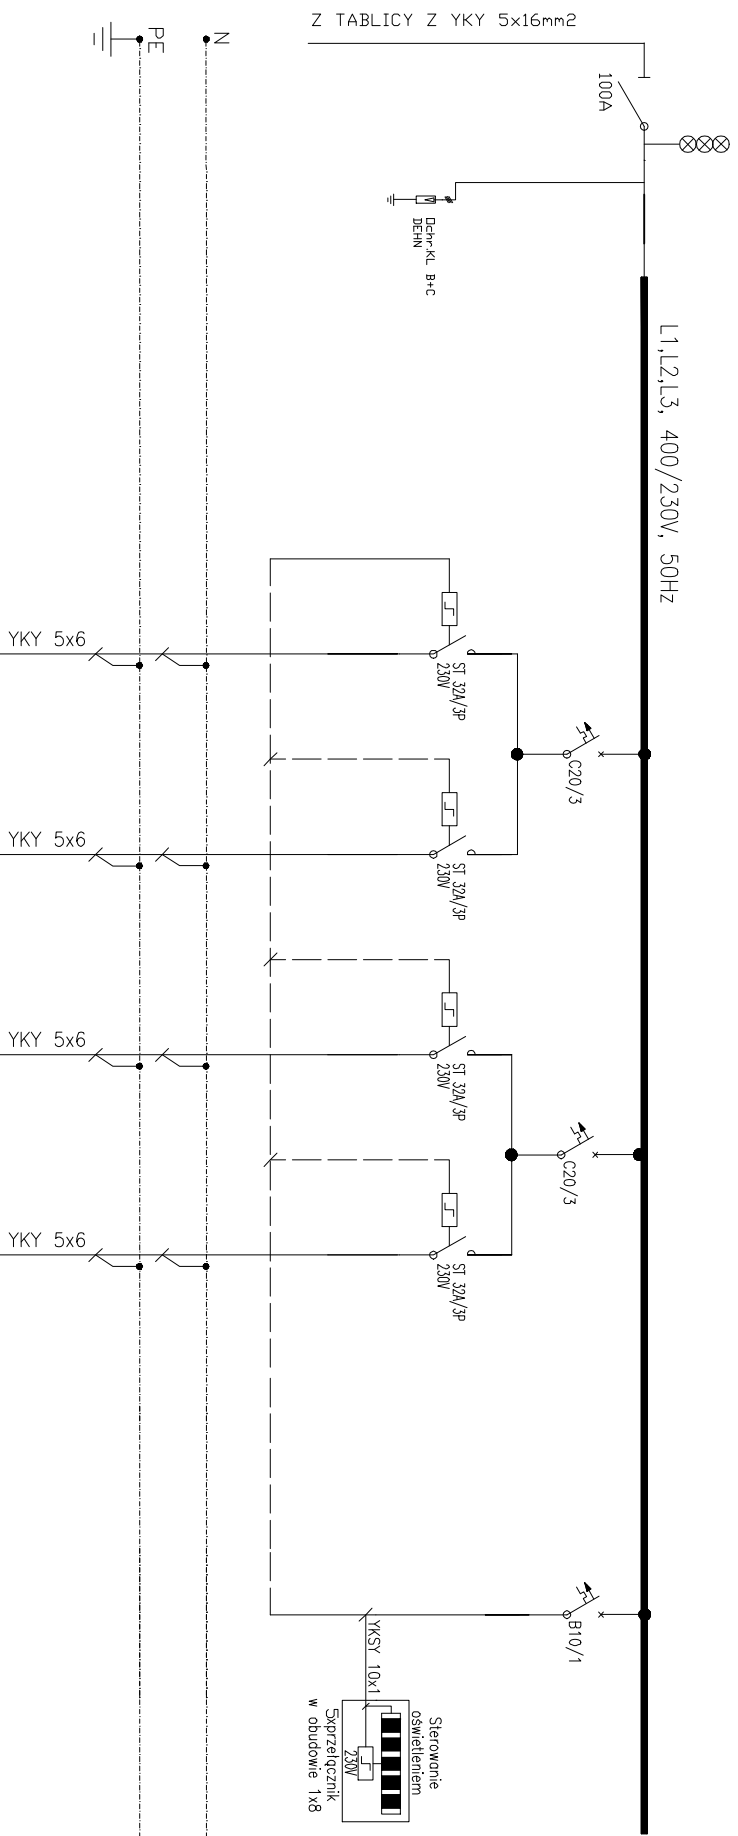 Z TABLICY Z YKY 5x16mm2
PE
N
100A
Ochr.KL B+C
DEHN
L1,L2,L3, 400/230V, 50Hz
YKY 5x6
ST 32A/3P
230V
C20/3
YKY 5x6
ST 32A/3P
230V
YKY 5x6
ST 32A/3P
230V
C20/3
YKY 5x6
ST 32A/3P
230V
B10/1
YKSY 10x1
Sterowanie
oświetleniem
230V
5xprzełącznik
w obudowie 1x8